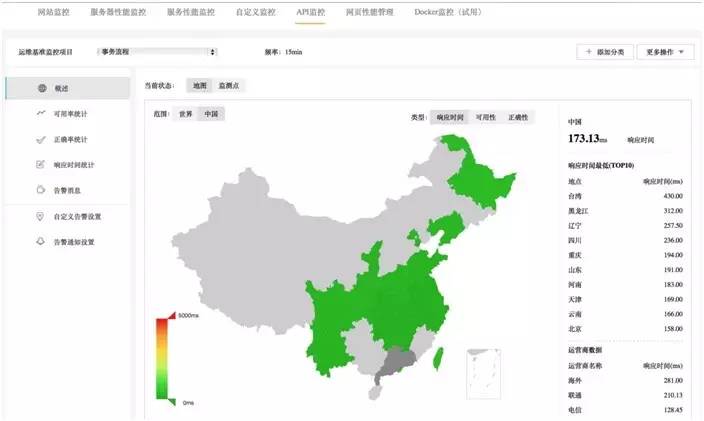 网站监控 服务器性能监控 服务性能监控 自定义监控 API监控 网页性能管理 Docker监控（试用）
运维基准监控项目 事务流程 频率：15min + 添加分类 更多操作
概述
可用率统计
正确率统计
响应时间统计
告警消息
自定义告警设置
告警通知设置
当前状态： 地图 监测点
范围： 世界 中国 类型： 响应时间 可用性 正确性
5000ms
0ms
中国
173.13ms 响应时间
响应时间最低(TOP10)
地点 响应时间(ms)
台湾 430.00
黑龙江 312.00
辽宁 257.50
四川 236.00
重庆 194.00
山东 191.00
河南 183.00
天津 169.00
云南 166.00
北京 158.00
运营商数据
运营商名称 响应时间(ms)
海外 281.00
联通 210.13
电信 128.45